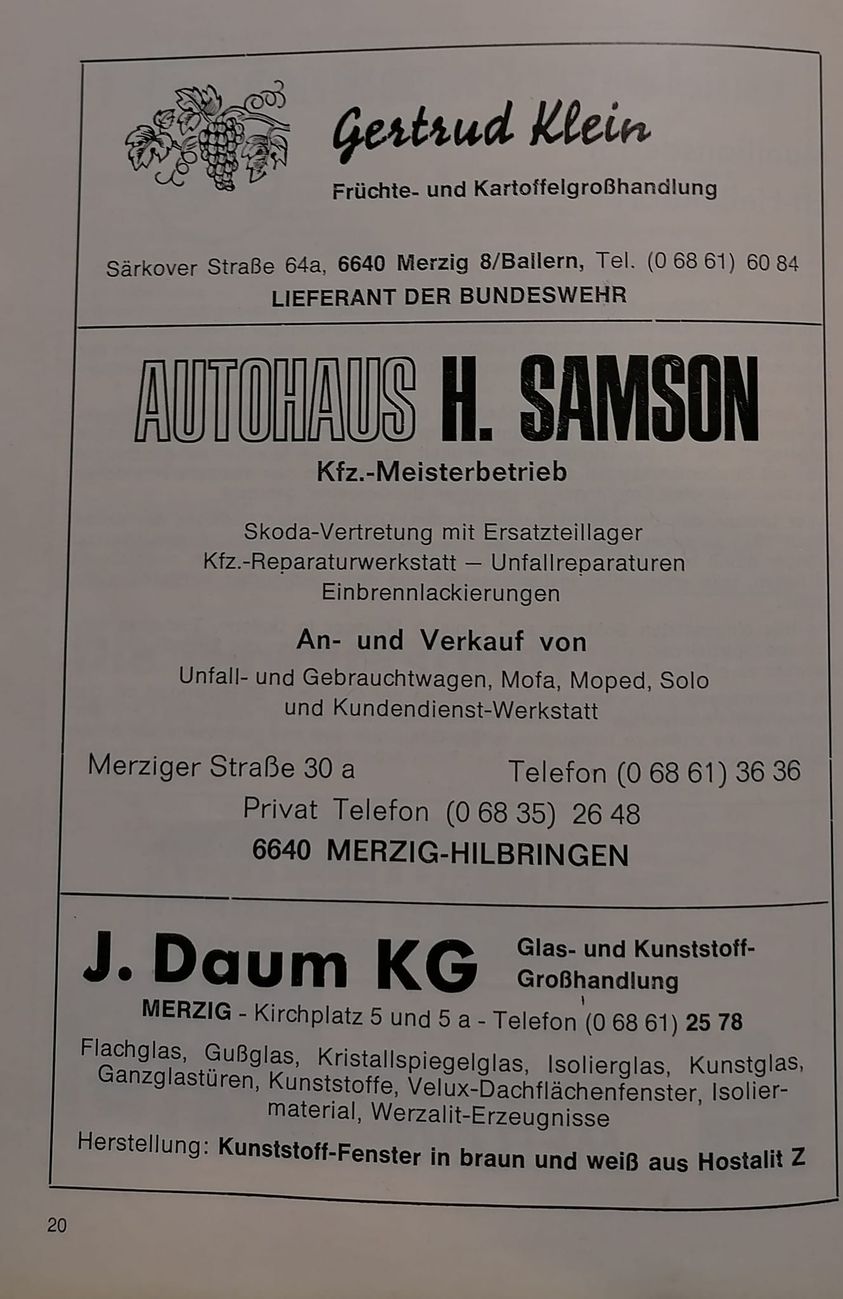 Gertrud Klein
Früchte- und Kartoffelgroßhandlung
Särkover Straße 64a, 6640 Merzig 8/Ballern, Tel. (0 68 61) 60 84
LIEFERANT DER BUNDESWEHR
AUTOHAUS H. SAMSON
Kfz.-Meisterbetrieb
Skoda-Vertretung mit Ersatzteillager
Kfz.-Reparaturwerkstatt — Unfallreparaturen
Einbrennlackierungen
An- und Verkauf von
Unfall- und Gebrauchtwagen, Mofa, Moped, Solo
und Kundendienst-Werkstatt
Merziger Straße 30 a Telefon (0 68 61) 36 36
Privat Telefon (0 68 35) 26 48
6640 MERZIG-HILBRINGEN
J. Daum KG
Glas- und Kunststoff-
Großhandlung
MERZIG - Kirchplatz 5 und 5 a - Telefon (0 68 61) 25 78
Flachglas, Gußglas, Kristallspiegelglas, Isolierglas, Kunstglas,
Ganzglastüren, Kunststoffe, Velux-Dachflächenfenster, Isolier-
material, Werzalit-Erzeugnisse
Herstellung: Kunststoff-Fenster in braun und weiß aus Hostalit Z
20